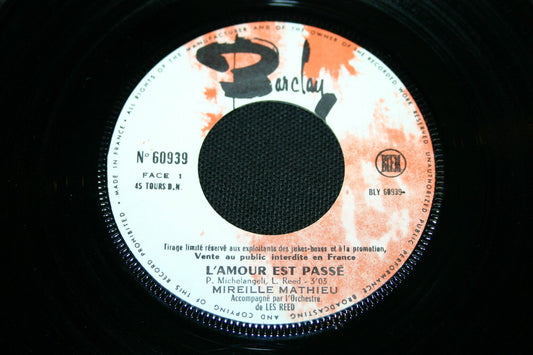 ALL RIGHTS OF THE MANUFACTURER AND OF THE OWNER OF THE RECORDED WORK RESERVED UNAUTHORIZED PUBLIC PERFORMANCE BROADCASTING AND COPYING OF THIS RECORD PROHIBITED • MADE IN FRANCE •
Barclay
N° 60939
FACE 1
45 TOURS D.N.
BIEM
BLY 60939
Tirage limité réservé aux exploitants des jukes-boxes et à la promotion,
Vente au public interdite en France
L'AMOUR EST PASSÉ
P. Michelangeli, L. Reed - 3'03
MIREILLE MATHIEU
Accompagné par l'Orchestre
de LES REED